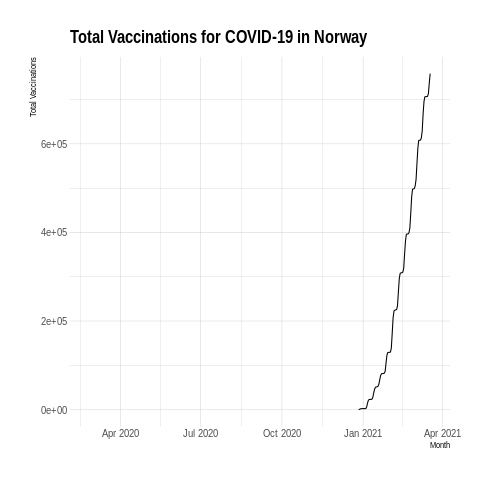 Total Vaccinations for COVID-19 in Norway
Total Vaccinations
6e+05
4e+05
2e+05
0e+00
Apr 2020 Jul 2020 Oct 2020 Jan 2021 Apr 2021
Month